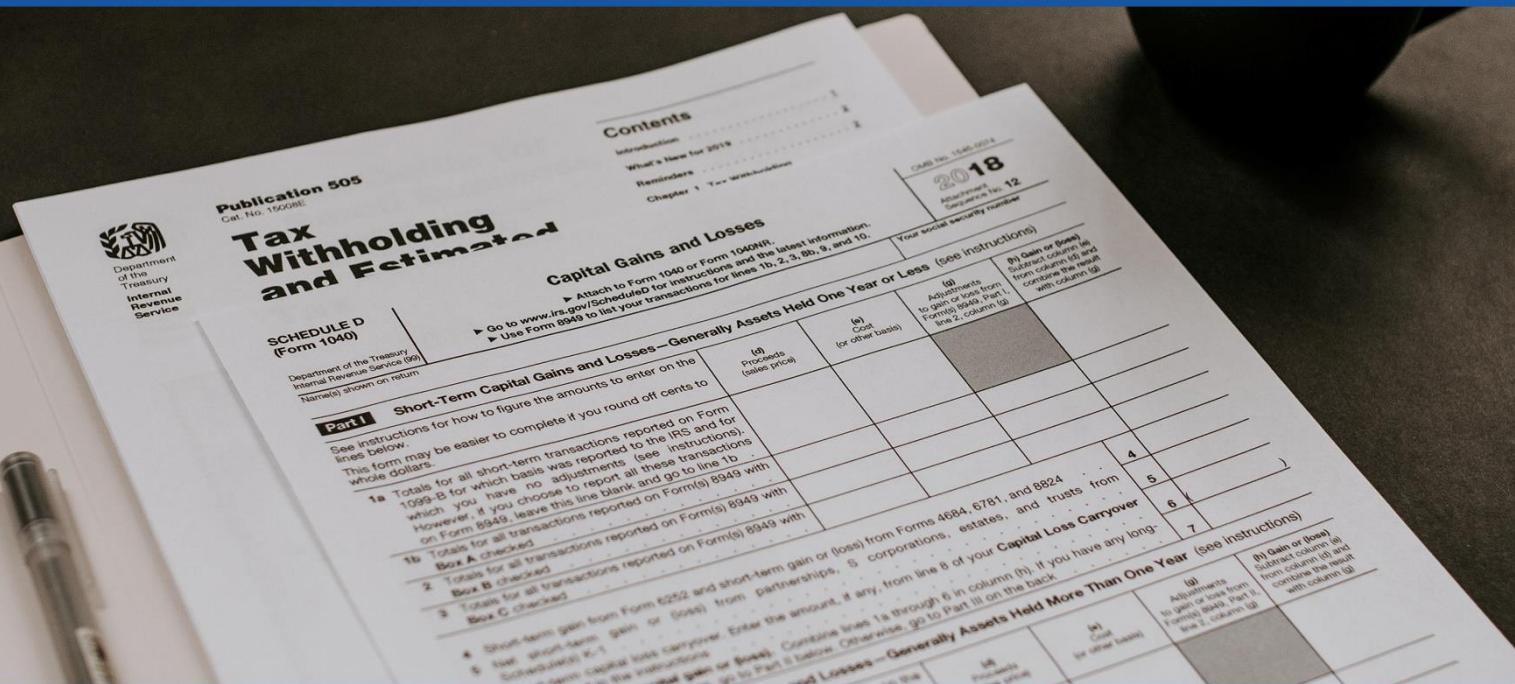 Publication 505
Cat. No. 15008E
Department
of the
Treasury
Internal
Revenue
Service
Tax
Withholding
and Estimated
Contents
Introduction
1
What's New for 2019
2
Reminders
2
Chapter 1. Tax Withholding
SCHEDULE D
(Form 1040)
Department of the Treasury
Internal Revenue Service (99)
Capital Gains and Losses
► Attach to Form 1040 or Form 1040NR.
► Go to www.irs.gov/ScheduleD for instructions and the latest information.
► Use Form 8949 to list your transactions for lines 1b, 2, 3, 8b, 9, and 10.
OMB No. 1545-0074
2018
Attachment
Sequence No. 12
Name(s) shown on return
Your social security number
Part I Short-Term Capital Gains and Losses—Generally Assets Held One Year or Less (see instructions)
See instructions for how to figure the amounts to enter on the
lines below.
This form may be easier to complete if you round off cents to
whole dollars.
(d)
Proceeds
(sales price)
(e)
Cost
(or other basis)
(g)
Adjustments
to gain or loss from
Form(s) 8949, Part I,
line 2, column (g)
(h) Gain or (loss)
Subtract column (e)
from column (d) and
combine the result
with column (g)
1a Totals for all short-term transactions reported on Form
1099-B for which basis was reported to the IRS and for
which you have no adjustments (see instructions).
However, if you choose to report all these transactions
on Form 8949, leave this line blank and go to line 1b
1b Totals for all transactions reported on Form(s) 8949 with
Box A checked
2 Totals for all transactions reported on Form(s) 8949 with
Box B checked
3 Totals for all transactions reported on Form(s) 8949 with
Box C checked
4 Short-term gain from Form 6252 and short-term gain or (loss) from Forms 4684, 6781, and 8824
4
5 Net short-term gain or (loss) from partnerships, S corporations, estates, and trusts from
Schedule(s) K-1
5
short-term capital loss carryover. Enter the amount, if any, from line 8 of your Capital Loss Carryover
in the instructions
6 ( )
capital gain or (loss). Combine lines 1a through 6 in column (h). If you have any long-
go to Part II below. Otherwise, go to Part III on the back
7
Losses—Generally Assets Held More Than One Year (see instructions)
(d)
Proceeds
(e)
Cost
(or other basis)
(g)
Adjustments
to gain or loss from
Form(s) 8949, Part II,
line 2, column (g)
(h) Gain or (loss)
Subtract column (e)
from column (d) and
combine the result
with column (g)